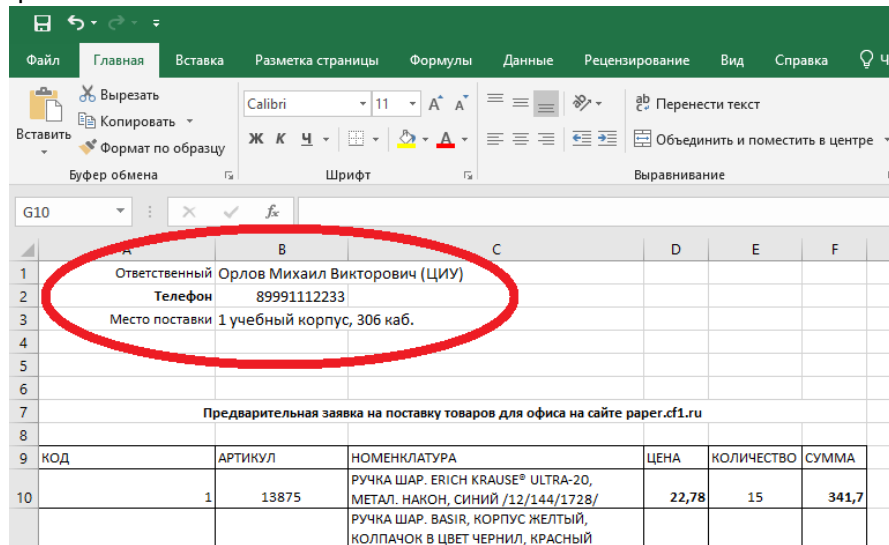 Файл Главная Вставка Разметка страницы Формулы Данные Рецензирование Вид Справка Ч
Вставить
Вырезать
Копировать
Формат по образцу
Буфер обмена
Calibri 11 A A
Ж К Ч A
Шрифт
ab Перенести текст
Объединить и поместить в центре
Выравнивание
G10 fx
A B C D E F
1 Ответственный Орлов Михаил Викторович (ЦИУ)
2 Телефон 89991112233
3 Место поставки 1 учебный корпус, 306 каб.
4
5
6
7 Предварительная заявка на поставку товаров для офиса на сайте paper.cf1.ru
8
9 КОД АРТИКУЛ НОМЕНКЛАТУРА ЦЕНА КОЛИЧЕСТВО СУММА
10 1 13875 РУЧКА ШАР. ERICH KRAUSE® ULTRA-20, 22,78 15 341,7
МЕТАЛ. НАКОН, СИНИЙ /12/144/1728/
РУЧКА ШАР. BASIR, КОРПУС ЖЕЛТЫЙ,
КОЛПАЧОК В ЦВЕТ ЧЕРНИЛ, КРАСНЫЙ